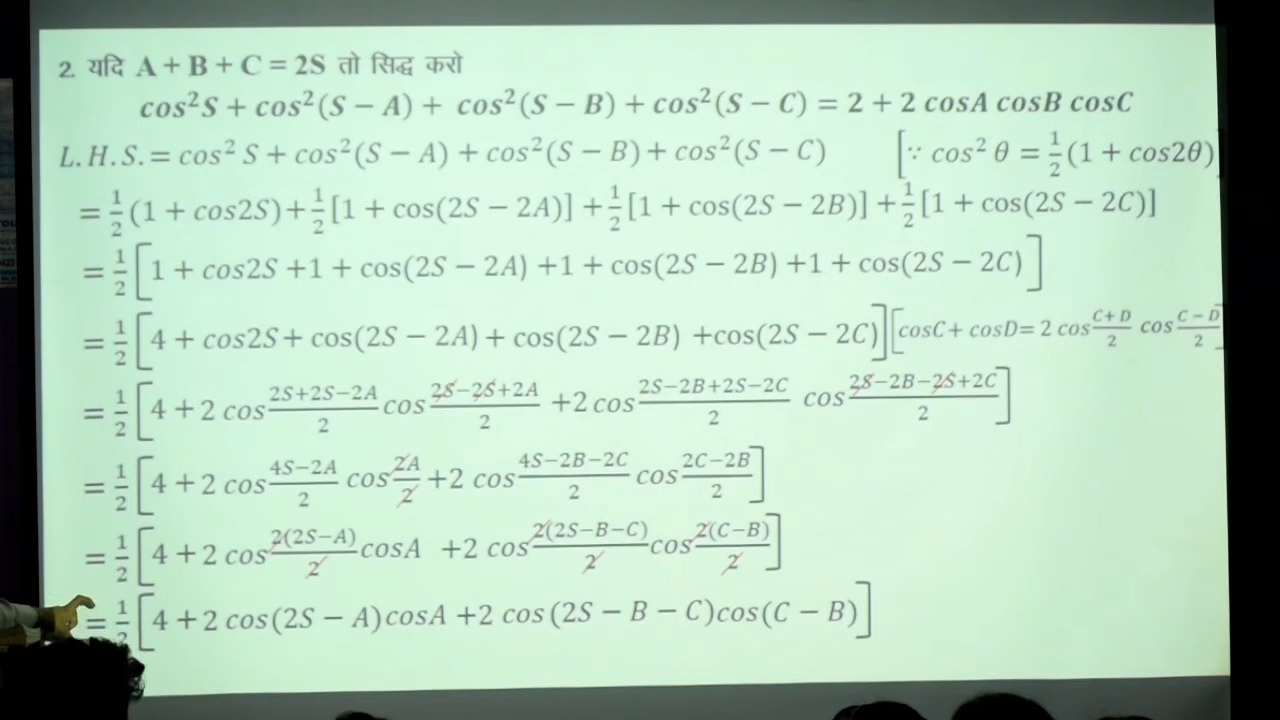 2. यदि A + B + C = 2S तो सिद्ध करो
cos²S + cos²(S − A) + cos²(S − B) + cos²(S − C) = 2 + 2 cosA cosB cosC
L.H.S. = cos² S + cos²(S − A) + cos²(S − B) + cos²(S − C) [∵ cos² θ = 1/2 (1 + cos2θ)]
= 1/2 (1 + cos2S) + 1/2 [1 + cos(2S − 2A)] + 1/2 [1 + cos(2S − 2B)] + 1/2 [1 + cos(2S − 2C)]
= 1/2 [1 + cos2S +1 + cos(2S − 2A) +1 + cos(2S − 2B) +1 + cos(2S − 2C)]
= 1/2 [4 + cos2S + cos(2S − 2A) + cos(2S − 2B) +cos(2S − 2C)] [cosC + cosD = 2 cos (C + D)/2 cos (C − D)/2]
= 1/2 [4 + 2 cos (2S+2S−2A)/2 cos (2S−2S+2A)/2 +2 cos (2S−2B+2S−2C)/2 cos (2S−2B−2S+2C)/2]
= 1/2 [4 + 2 cos (4S−2A)/2 cos 2A/2 +2 cos (4S−2B−2C)/2 cos (2C−2B)/2]
= 1/2 [4 + 2 cos 2(2S−A)/2 cosA +2 cos 2(2S−B−C)/2 cos 2(C−B)/2]
= 1/2 [4 + 2 cos(2S − A)cosA +2 cos (2S − B − C)cos(C − B)]